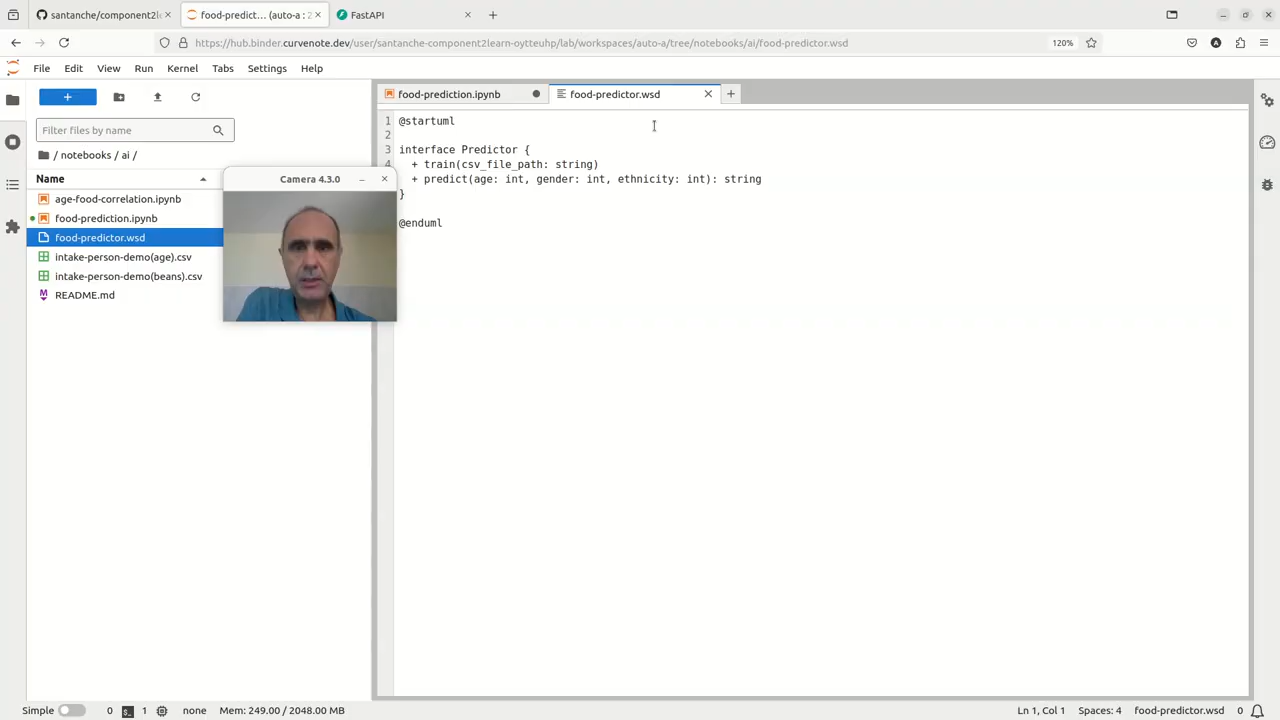 santanche/component2l
food-predict… (auto-a : 2
FastAPI
https://hub.binder.curvenote.dev/user/santanche-component2learn-oytteuhp/lab/workspaces/auto-a/tree/notebooks/ai/food-predictor.wsd
120%
A
File Edit View Run Kernel Tabs Settings Help
food-prediction.ipynb
food-predictor.wsd
Filter files by name
/ notebooks / ai /
Name
age-food-correlation.ipynb
food-prediction.ipynb
food-predictor.wsd
intake-person-demo(age).csv
intake-person-demo(beans).csv
README.md
Camera 4.3.0
1 @startuml
2
3 interface Predictor {
4 + train(csv_file_path: string)
+ predict(age: int, gender: int, ethnicity: int): string
}
@enduml
Simple 0 1 none Mem: 249.00 / 2048.00 MB Ln 1, Col 1 Spaces: 4 food-predictor.wsd 0